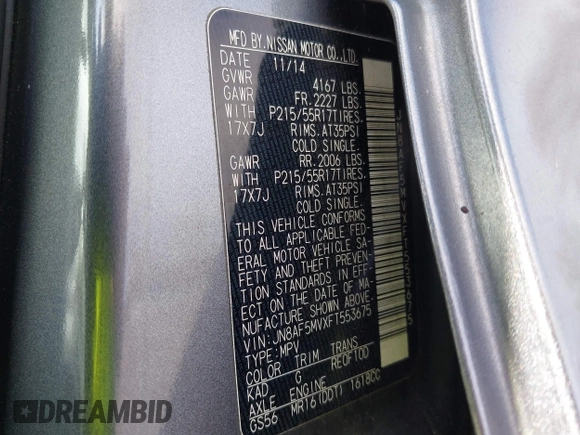 MFD BY.NISSAN MOTOR CO.,LTD.
DATE 11/14
GVWR 4167 LBS.
GAWR FR. 2227 LBS.
WITH P215/55R17TIRES.
17X7J RIMS.AT35PSI
COLD SINGLE.
GAWR RR. 2006 LBS.
WITH P215/55R17TIRES.
17X7J RIMS.AT35PSI
COLD SINGLE.
THIS VEHICLE CONFORMS
TO ALL APPLICABLE FED-
ERAL MOTOR VEHICLE SA-
FETY AND THEFT PREVEN-
TION STANDARDS IN EFF-
ECT ON THE DATE OF MA-
NUFACTURE SHOWN ABOVE.
VIN: JN8AF5MVXFT553675
TYPE: MPV
COLOR TRIM TRANS
KAD G RE0F10D
AXLE ENGINE
GS56 MR16(DDT) 1618CC
DREAMBID